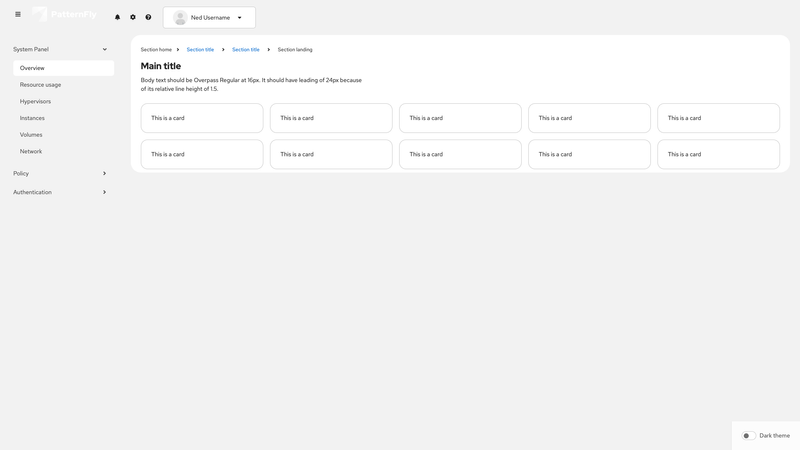 PatternFly
Ned Username
System Panel
Overview
Resource usage
Hypervisors
Instances
Volumes
Network
Policy
Authentication
Section home Section title Section title Section landing
Main title
Body text should be Overpass Regular at 16px. It should have leading of 24px because
of its relative line height of 1.5.
This is a card This is a card This is a card This is a card This is a card
This is a card This is a card This is a card This is a card This is a card
Dark theme